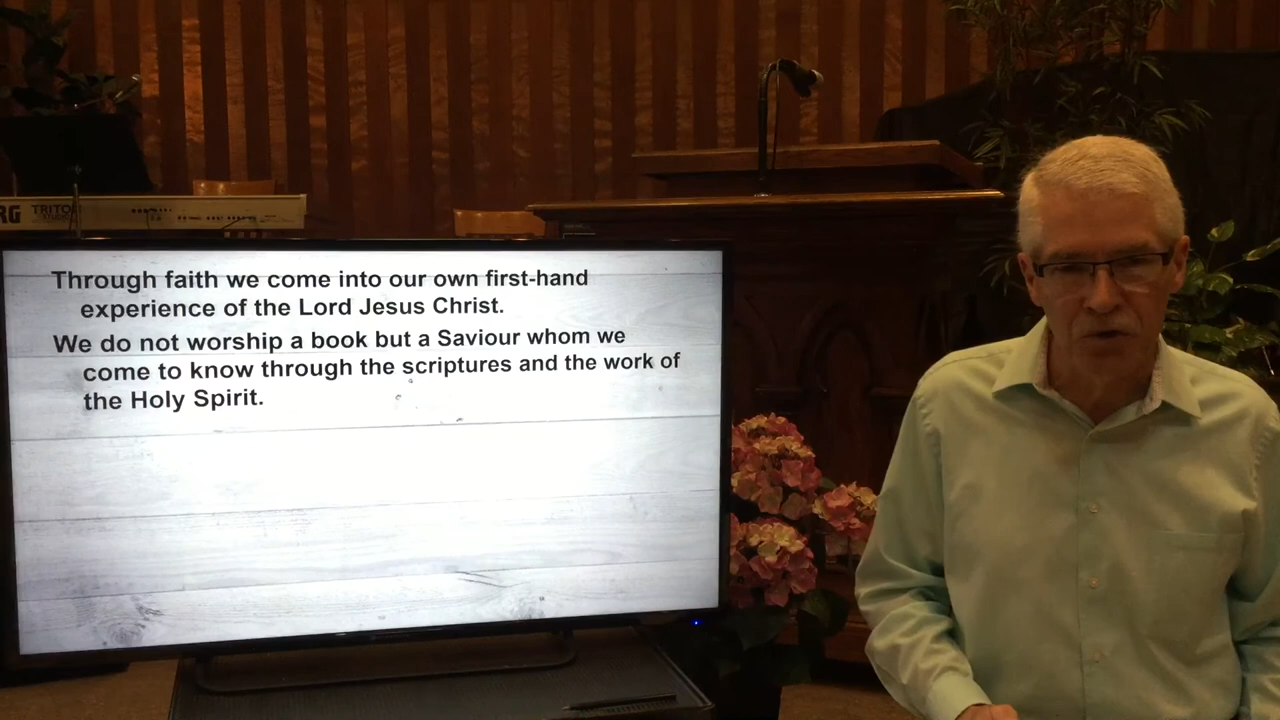 RG TRITO
Through faith we come into our own first-hand
experience of the Lord Jesus Christ.
We do not worship a book but a Saviour whom we
come to know through the scriptures and the work of
the Holy Spirit.